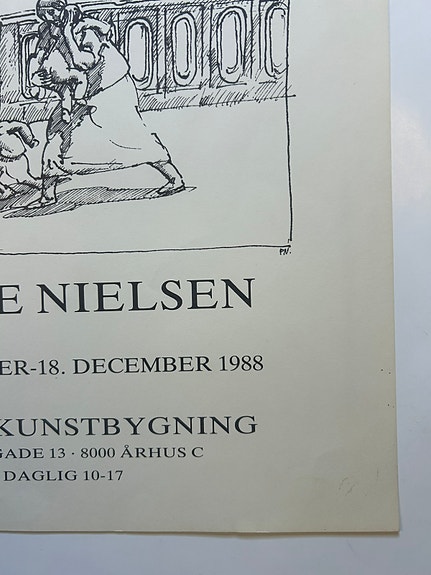 PN.
E NIELSEN
ER-18. DECEMBER 1988
KUNSTBYGNING
GADE 13 · 8000 ÅRHUS C
DAGLIG 10-17